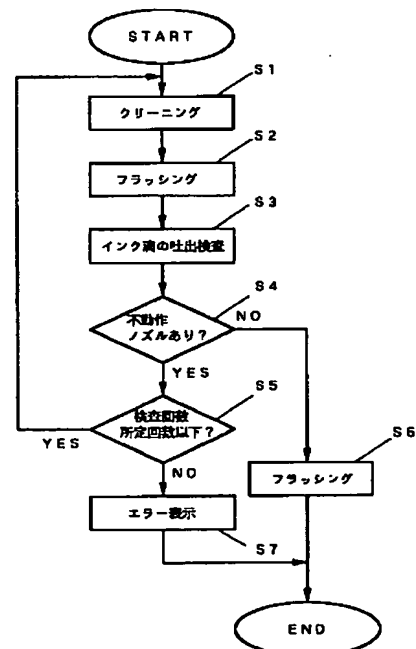 START
S1
クリーニング
S2
フラッシング
S3
インク滴の吐出検査
S4
不動作
ノズルあり?
NO
YES
S5
検査回数
所定回数以下?
YES
NO
S6
フラッシング
エラー表示
S7
END